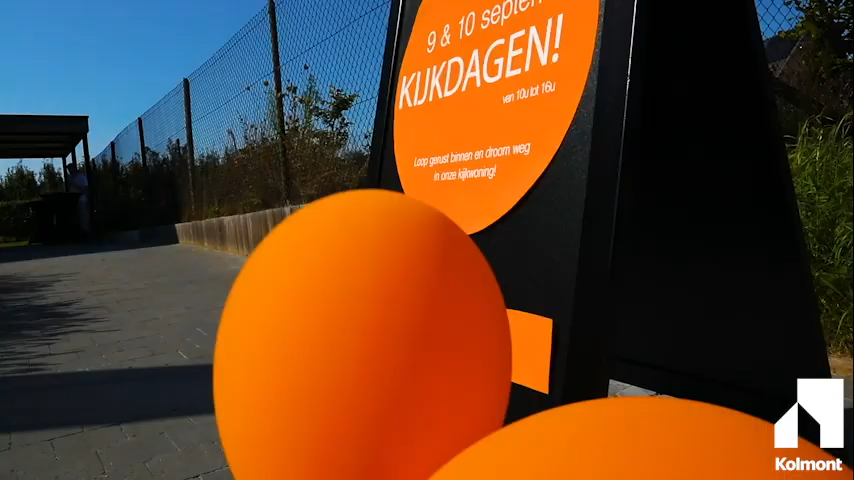 9 & 10 septem
KIJKDAGEN!
van 10u tot 16u
Loop gerust binnen en droom weg
in onze kijkwoning!
Kolmont